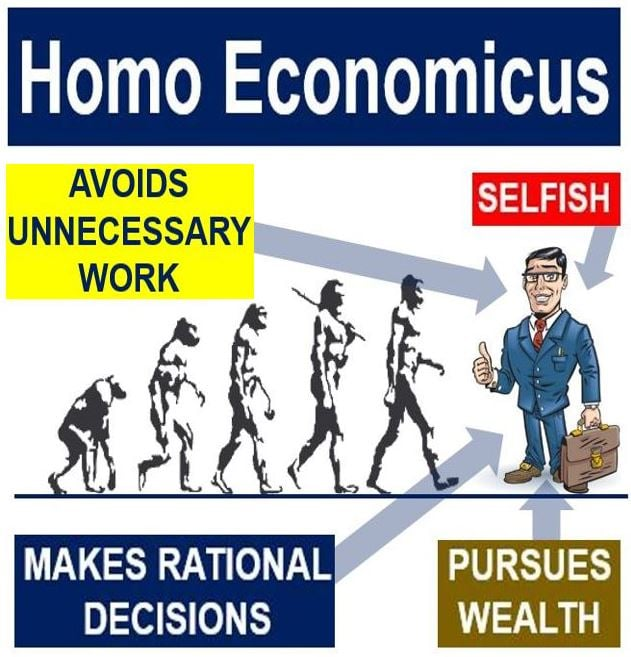 Homo Economicus
AVOIDS
UNNECESSARY
WORK
SELFISH
MAKES RATIONAL
DECISIONS
PURSUES
WEALTH